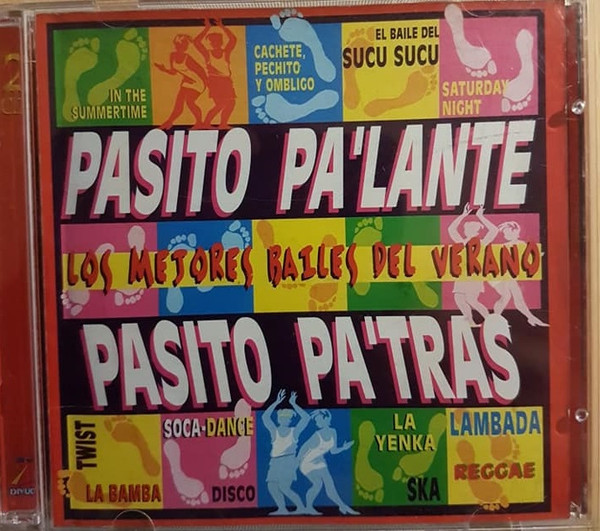 IN THE
SUMMERTIME
CACHETE,
PECHITO
Y OMBLIGO
EL BAILE DEL
SUCU SUCU
SATURDAY
NIGHT
PASITO PA'LANTE
LOS MEJORES BAILES DEL VERANO
PASITO PA'TRAS
TWIST
LA BAMBA
SOCA-DANCE
DISCO
LA
YENKA
SKA
LAMBADA
REGGAE